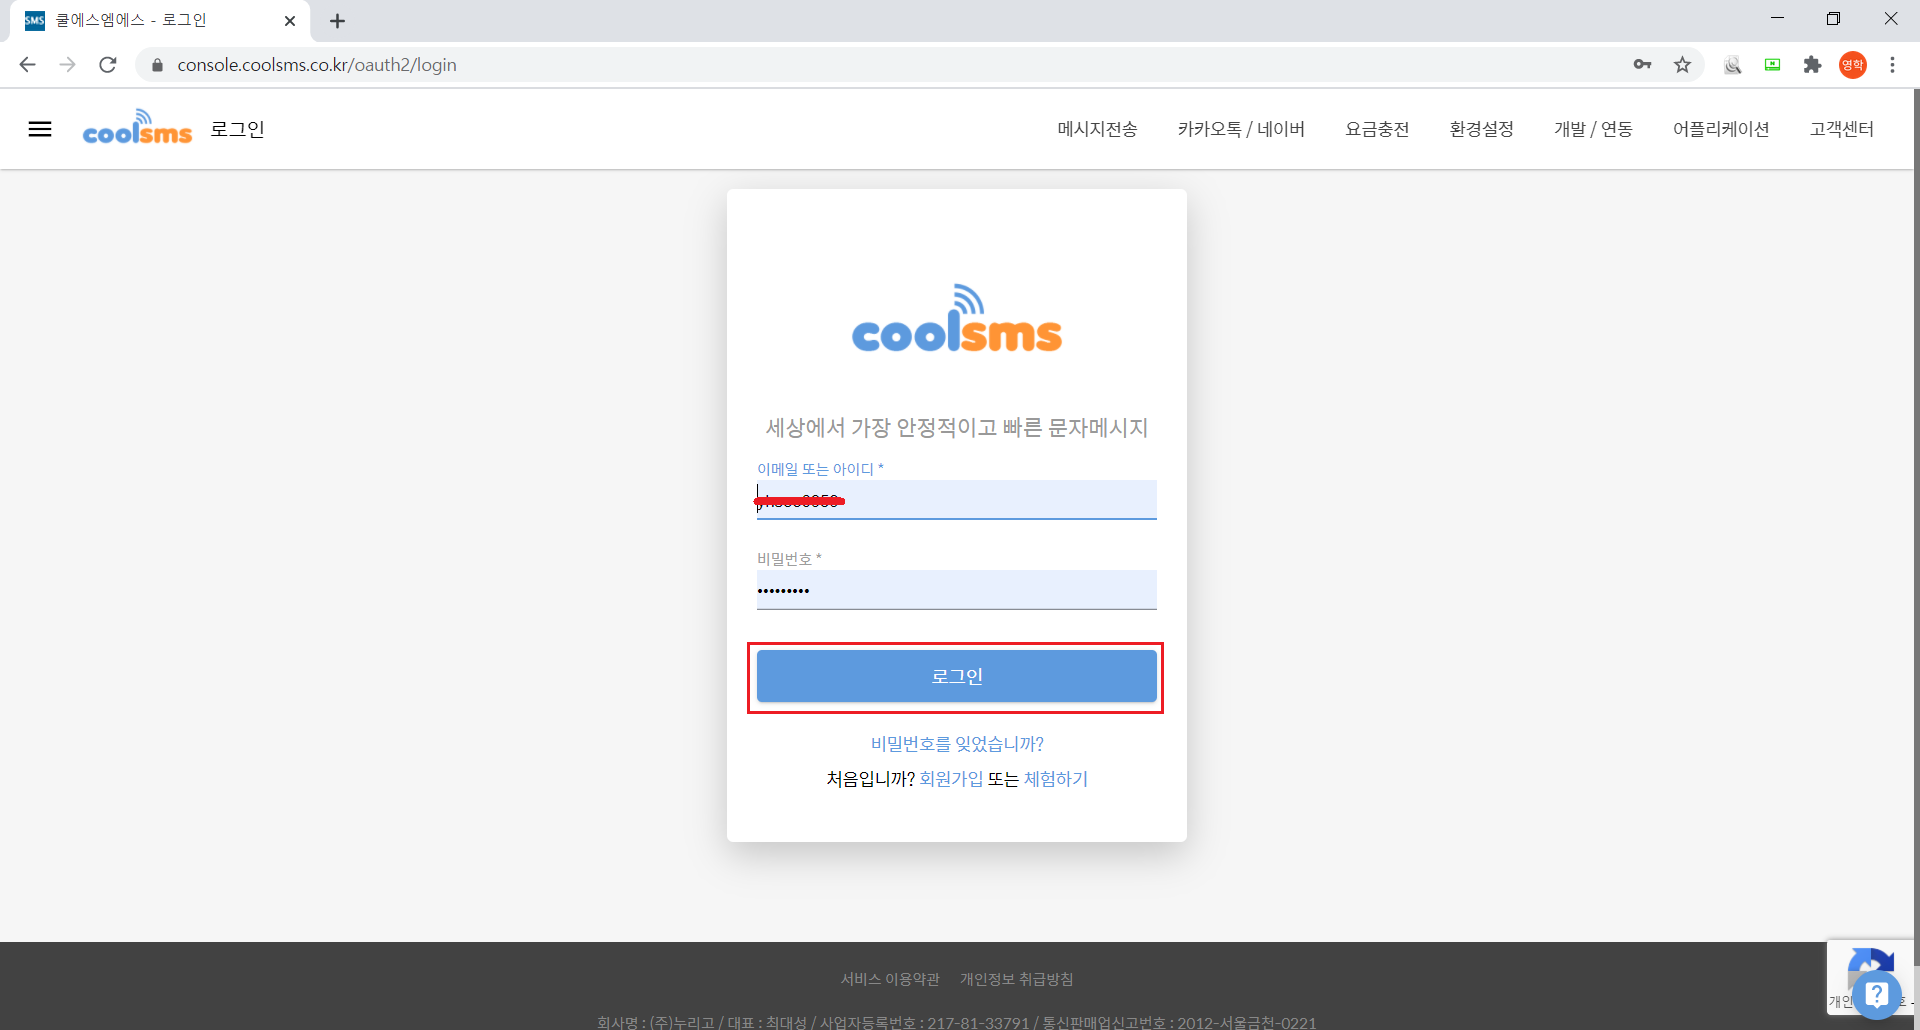 SMS 쿨에스엠에스 - 로그인
console.coolsms.co.kr/oauth2/login
영학
coolsms 로그인
메시지전송 카카오톡 / 네이버 요금충전 환경설정 개발 / 연동 어플리케이션 고객센터
coolsms
세상에서 가장 안정적이고 빠른 문자메시지
이메일 또는 아이디 *
비밀번호 *
•••••••••
로그인
비밀번호를 잊었습니까?
처음입니까? 회원가입 또는 체험하기
서비스 이용약관 개인정보 취급방침
회사명 : (주)누리고 / 대표 : 최대성 / 사업자등록번호 : 217-81-33791 / 통신판매업신고번호 : 2012-서울금천-0221